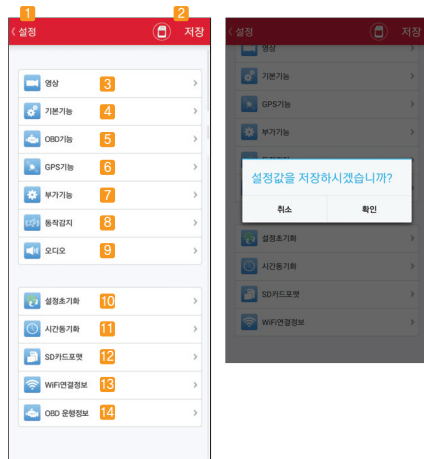 1 2
설정 저장
영상 3
기본기능 4
OBD기능 5
GPS기능 6
부가기능 7
동작감지 8
오디오 9
설정초기화 10
시간동기화 11
SD카드포맷 12
WiFi연결정보 13
OBD 운행정보 14
설정 저장
영상
기본기능
GPS기능
부가기능
설정값을 저장하시겠습니까?
취소 확인
설정초기화
시간동기화
SD카드포맷
WiFi연결정보